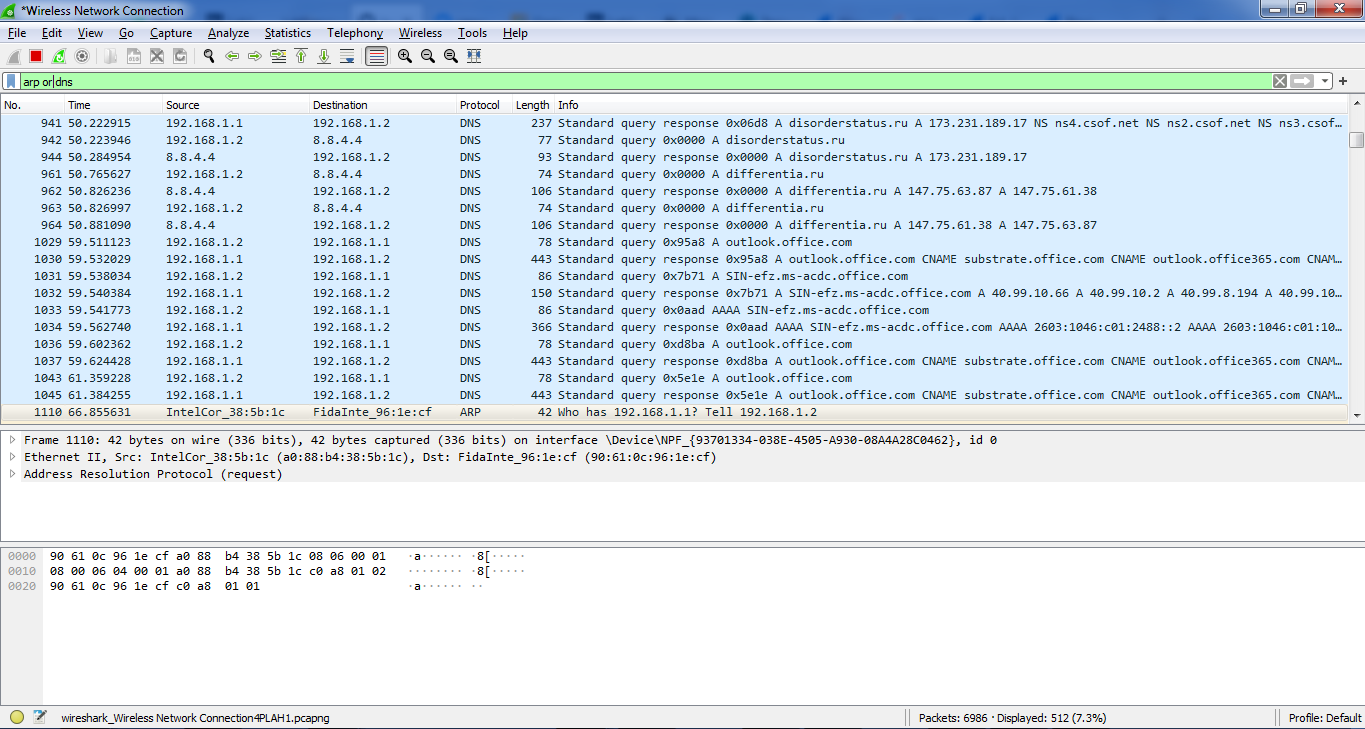 *Wireless Network Connection
File Edit View Go Capture Analyze Statistics Telephony Wireless Tools Help
arp or dns
No. Time Source Destination Protocol Length Info
941 50.222915 192.168.1.1 192.168.1.2 DNS 237 Standard query response 0x06d8 A disorderstatus.ru A 173.231.189.17 NS ns4.csof.net NS ns2.csof.net NS ns3.csof…
942 50.223946 192.168.1.2 8.8.4.4 DNS 77 Standard query 0x0000 A disorderstatus.ru
944 50.284954 8.8.4.4 192.168.1.2 DNS 93 Standard query response 0x0000 A disorderstatus.ru A 173.231.189.17
961 50.765627 192.168.1.2 8.8.4.4 DNS 74 Standard query 0x0000 A differentia.ru
962 50.826236 8.8.4.4 192.168.1.2 DNS 106 Standard query response 0x0000 A differentia.ru A 147.75.63.87 A 147.75.61.38
963 50.826997 192.168.1.2 8.8.4.4 DNS 74 Standard query 0x0000 A differentia.ru
964 50.881090 8.8.4.4 192.168.1.2 DNS 106 Standard query response 0x0000 A differentia.ru A 147.75.61.38 A 147.75.63.87
1029 59.511123 192.168.1.2 192.168.1.1 DNS 78 Standard query 0x95a8 A outlook.office.com
1030 59.532029 192.168.1.1 192.168.1.2 DNS 443 Standard query response 0x95a8 A outlook.office.com CNAME substrate.office.com CNAME outlook.office365.com CNAM…
1031 59.538034 192.168.1.2 192.168.1.1 DNS 86 Standard query 0x7b71 A SIN-efz.ms-acdc.office.com
1032 59.540384 192.168.1.1 192.168.1.2 DNS 150 Standard query response 0x7b71 A SIN-efz.ms-acdc.office.com A 40.99.10.66 A 40.99.10.2 A 40.99.8.194 A 40.99.10…
1033 59.541773 192.168.1.2 192.168.1.1 DNS 86 Standard query 0x0aad AAAA SIN-efz.ms-acdc.office.com
1034 59.562740 192.168.1.1 192.168.1.2 DNS 366 Standard query response 0x0aad AAAA SIN-efz.ms-acdc.office.com AAAA 2603:1046:c01:2488::2 AAAA 2603:1046:c01:10…
1036 59.602362 192.168.1.2 192.168.1.1 DNS 78 Standard query 0xd8ba A outlook.office.com
1037 59.624428 192.168.1.1 192.168.1.2 DNS 443 Standard query response 0xd8ba A outlook.office.com CNAME substrate.office.com CNAME outlook.office365.com CNAM…
1043 61.359228 192.168.1.2 192.168.1.1 DNS 78 Standard query 0x5e1e A outlook.office.com
1045 61.384255 192.168.1.1 192.168.1.2 DNS 443 Standard query response 0x5e1e A outlook.office.com CNAME substrate.office.com CNAME outlook.office365.com CNAM…
1110 66.855631 IntelCor_38:5b:1c FidaInte_96:1e:cf ARP 42 Who has 192.168.1.1? Tell 192.168.1.2
Frame 1110: 42 bytes on wire (336 bits), 42 bytes captured (336 bits) on interface \Device\NPF_{93701334-038E-4505-A930-08A4A28C0462}, id 0
Ethernet II, Src: IntelCor_38:5b:1c (a0:88:b4:38:5b:1c), Dst: FidaInte_96:1e:cf (90:61:0c:96:1e:cf)
Address Resolution Protocol (request)
0000 90 61 0c 96 1e cf a0 88 b4 38 5b 1c 08 06 00 01 ·a······ ·8[·····
0010 08 00 06 04 00 01 a0 88 b4 38 5b 1c c0 a8 01 02 ········ ·8[·····
0020 90 61 0c 96 1e cf c0 a8 01 01 ·a······ ··
wireshark_Wireless Network Connection4PLAH1.pcapng Packets: 6986 · Displayed: 512 (7.3%) Profile: Default